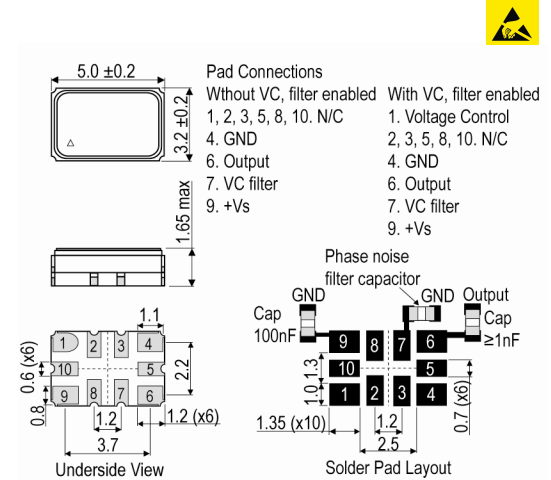 5.0 ±0.2
3.2 ±0.2
Pad Connections
Without VC, filter enabled
1, 2, 3, 5, 8, 10. N/C
4. GND
6. Output
7. VC filter
9. +Vs
With VC, filter enabled
1. Voltage Control
2, 3, 5, 8, 10. N/C
4. GND
6. Output
7. VC filter
9. +Vs
1.65 max
Phase noise
filter capacitor
GND
Cap
100nF
GND
Output
Cap
≥1nF
1.1
1 2 3 4
10 5
9 8 7 6
0.6 (x6)
0.8
2.2
1.2
1.2 (x6)
3.7
Underside View
9 8 7 6
10 5
1 2 3 4
1.3
1.0
0.7 (x6)
1.35 (x10)
1.2
2.5
Solder Pad Layout